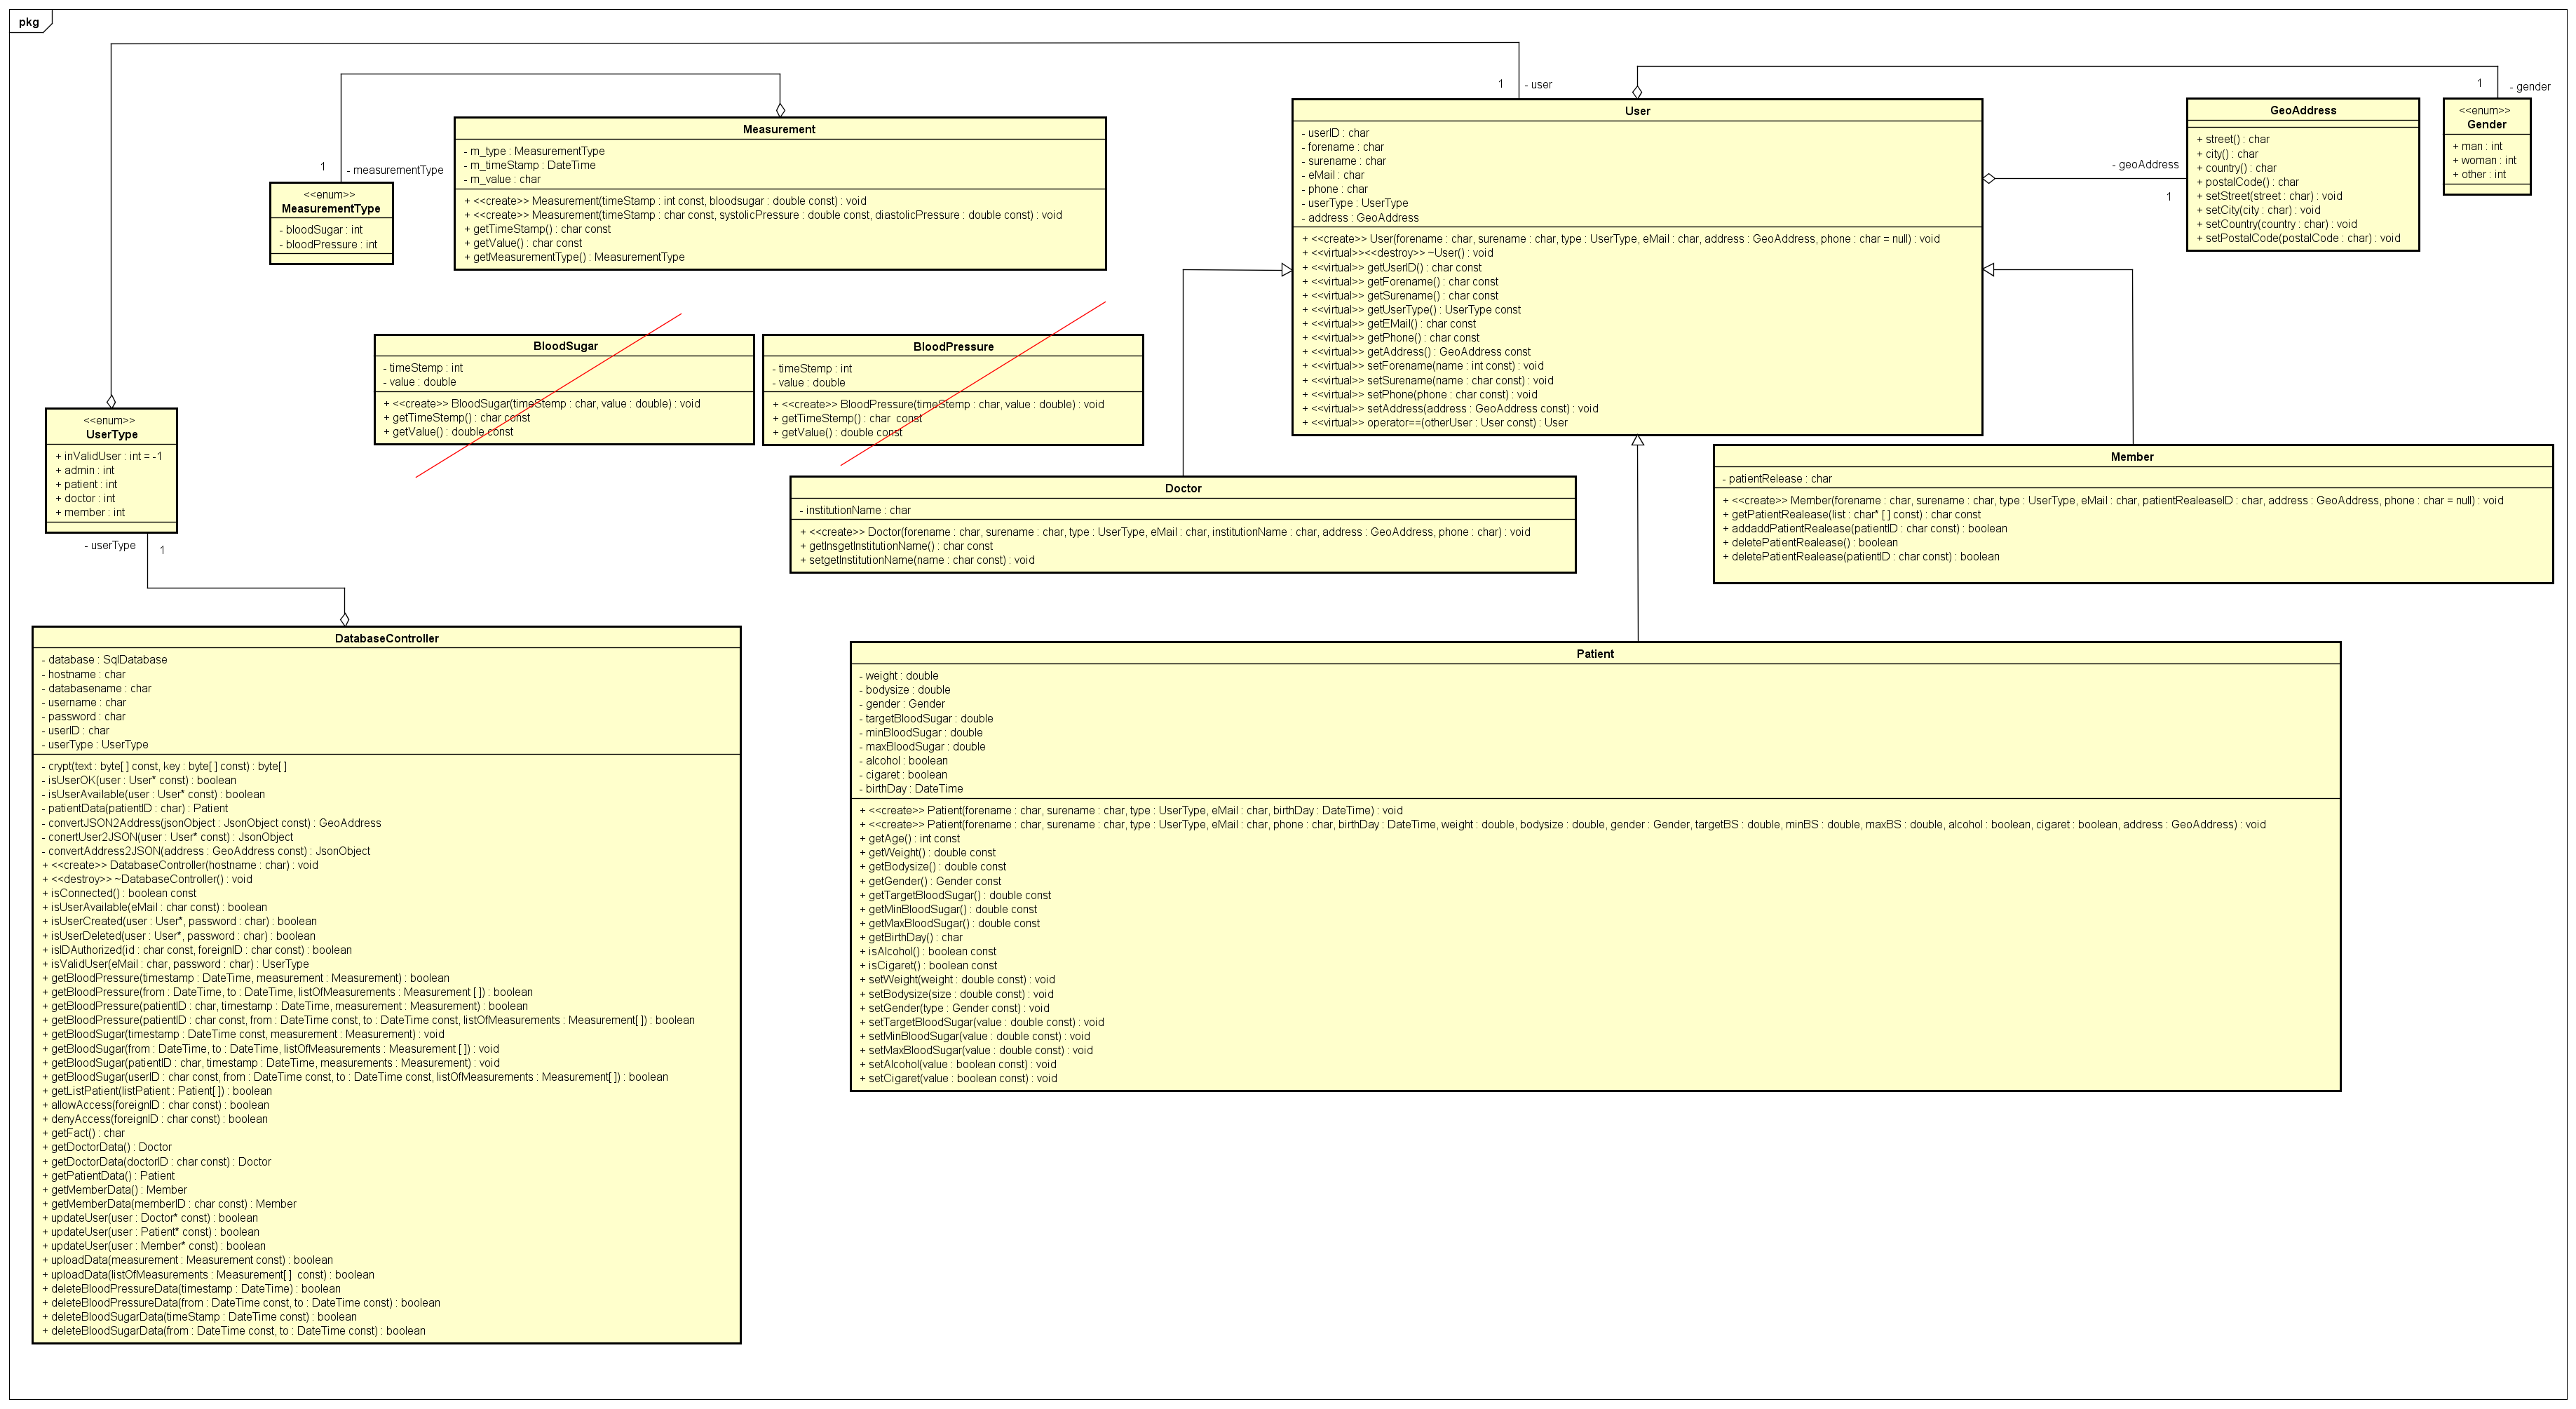 pkg
1
- user
1
- gender
Measurement
- m_type : MeasurementType
- m_timeStamp : DateTime
- m_value : char
+ <<create>> Measurement(timeStamp : int const, bloodsugar : double const) : void
+ <<create>> Measurement(timeStamp : char const, systolicPressure : double const, diastolicPressure : double const) : void
+ getTimeStamp() : char const
+ getValue() : char const
+ getMeasurementType() : MeasurementType
1
- measurementType
<<enum>>
MeasurementType
- bloodSugar : int
- bloodPressure : int
User
- userID : char
- forename : char
- surename : char
- eMail : char
- phone : char
- userType : UserType
- address : GeoAddress
+ <<create>> User(forename : char, surename : char, type : UserType, eMail : char, address : GeoAddress, phone : char = null) : void
+ <<virtual>><<destroy>> ~User() : void
+ <<virtual>> getUserID() : char const
+ <<virtual>> getForename() : char const
+ <<virtual>> getSurename() : char const
+ <<virtual>> getUserType() : UserType const
+ <<virtual>> getEMail() : char const
+ <<virtual>> getPhone() : char const
+ <<virtual>> getAddress() : GeoAddress const
+ <<virtual>> setForename(name : int const) : void
+ <<virtual>> setSurename(name : char const) : void
+ <<virtual>> setPhone(phone : char const) : void
+ <<virtual>> setAddress(address : GeoAddress const) : void
+ <<virtual>> operator==(otherUser : User const) : User
- geoAddress
1
GeoAddress
+ street() : char
+ city() : char
+ country() : char
+ postalCode() : char
+ setStreet(street : char) : void
+ setCity(city : char) : void
+ setCountry(country : char) : void
+ setPostalCode(postalCode : char) : void
<<enum>>
Gender
+ man : int
+ woman : int
+ other : int
BloodSugar
- timeStemp : int
- value : double
+ <<create>> BloodSugar(timeStemp : char, value : double) : void
+ getTimeStemp() : char const
+ getValue() : double const
BloodPressure
- timeStemp : int
- value : double
+ <<create>> BloodPressure(timeStemp : char, value : double) : void
+ getTimeStemp() : char  const
+ getValue() : double const
<<enum>>
UserType
+ inValidUser : int = -1
+ admin : int
+ patient : int
+ doctor : int
+ member : int
- userType
1
Doctor
- institutionName : char
+ <<create>> Doctor(forename : char, surename : char, type : UserType, eMail : char, institutionName : char, address : GeoAddress, phone : char) : void
+ getInsgetInstitutionName() : char const
+ setgetInstitutionName(name : char const) : void
Member
- patientRelease : char
+ <<create>> Member(forename : char, surename : char, type : UserType, eMail : char, patientRealeaseID : char, address : GeoAddress, phone : char = null) : void
+ getPatientRealease(list : char* [ ] const) : char const
+ addaddPatientRealease(patientID : char const) : boolean
+ deletePatientRealease() : boolean
+ deletePatientRealease(patientID : char const) : boolean
DatabaseController
- database : SqlDatabase
- hostname : char
- databasename : char
- username : char
- password : char
- userID : char
- userType : UserType
- crypt(text : byte[ ] const, key : byte[ ] const) : byte[ ]
- isUserOK(user : User* const) : boolean
- isUserAvailable(user : User* const) : boolean
- patientData(patientID : char) : Patient
- convertJSON2Address(jsonObject : JsonObject const) : GeoAddress
- conertUser2JSON(user : User* const) : JsonObject
- convertAddress2JSON(address : GeoAddress const) : JsonObject
+ <<create>> DatabaseController(hostname : char) : void
+ <<destroy>> ~DatabaseController() : void
+ isConnected() : boolean const
+ isUserAvailable(eMail : char const) : boolean
+ isUserCreated(user : User*, password : char) : boolean
+ isUserDeleted(user : User*, password : char) : boolean
+ isIDAuthorized(id : char const, foreignID : char const) : boolean
+ isValidUser(eMail : char, password : char) : UserType
+ getBloodPressure(timestamp : DateTime, measurement : Measurement) : boolean
+ getBloodPressure(from : DateTime, to : DateTime, listOfMeasurements : Measurement [ ]) : boolean
+ getBloodPressure(patientID : char, timestamp : DateTime, measurement : Measurement) : boolean
+ getBloodPressure(patientID : char const, from : DateTime const, to : DateTime const, listOfMeasurements : Measurement[ ]) : boolean
+ getBloodSugar(timestamp : DateTime const, measurement : Measurement) : void
+ getBloodSugar(from : DateTime, to : DateTime, listOfMeasurements : Measurement [ ]) : void
+ getBloodSugar(patientID : char, timestamp : DateTime, measurements : Measurement) : void
+ getBloodSugar(userID : char const, from : DateTime const, to : DateTime const, listOfMeasurements : Measurement[ ]) : boolean
+ getListPatient(listPatient : Patient[ ]) : boolean
+ allowAccess(foreignID : char const) : boolean
+ denyAccess(foreignID : char const) : boolean
+ getFact() : char
+ getDoctorData() : Doctor
+ getDoctorData(doctorID : char const) : Doctor
+ getPatientData() : Patient
+ getMemberData() : Member
+ getMemberData(memberID : char const) : Member
+ updateUser(user : Doctor* const) : boolean
+ updateUser(user : Patient* const) : boolean
+ updateUser(user : Member* const) : boolean
+ uploadData(measurement : Measurement const) : boolean
+ uploadData(listOfMeasurements : Measurement[ ]  const) : boolean
+ deleteBloodPressureData(timestamp : DateTime) : boolean
+ deleteBloodPressureData(from : DateTime const, to : DateTime const) : boolean
+ deleteBloodSugarData(timeStamp : DateTime const) : boolean
+ deleteBloodSugarData(from : DateTime const, to : DateTime const) : boolean
Patient
- weight : double
- bodysize : double
- gender : Gender
- targetBloodSugar : double
- minBloodSugar : double
- maxBloodSugar : double
- alcohol : boolean
- cigaret : boolean
- birthDay : DateTime
+ <<create>> Patient(forename : char, surename : char, type : UserType, eMail : char, birthDay : DateTime) : void
+ <<create>> Patient(forename : char, surename : char, type : UserType, eMail : char, phone : char, birthDay : DateTime, weight : double, bodysize : double, gender : Gender, targetBS : double, minBS : double, maxBS : double, alcohol : boolean, cigaret : boolean, address : GeoAddress) : void
+ getAge() : int const
+ getWeight() : double const
+ getBodysize() : double const
+ getGender() : Gender const
+ getTargetBloodSugar() : double const
+ getMinBloodSugar() : double const
+ getMaxBloodSugar() : double const
+ getBirthDay() : char
+ isAlcohol() : boolean const
+ isCigaret() : boolean const
+ setWeight(weight : double const) : void
+ setBodysize(size : double const) : void
+ setGender(type : Gender const) : void
+ setTargetBloodSugar(value : double const) : void
+ setMinBloodSugar(value : double const) : void
+ setMaxBloodSugar(value : double const) : void
+ setAlcohol(value : boolean const) : void
+ setCigaret(value : boolean const) : void